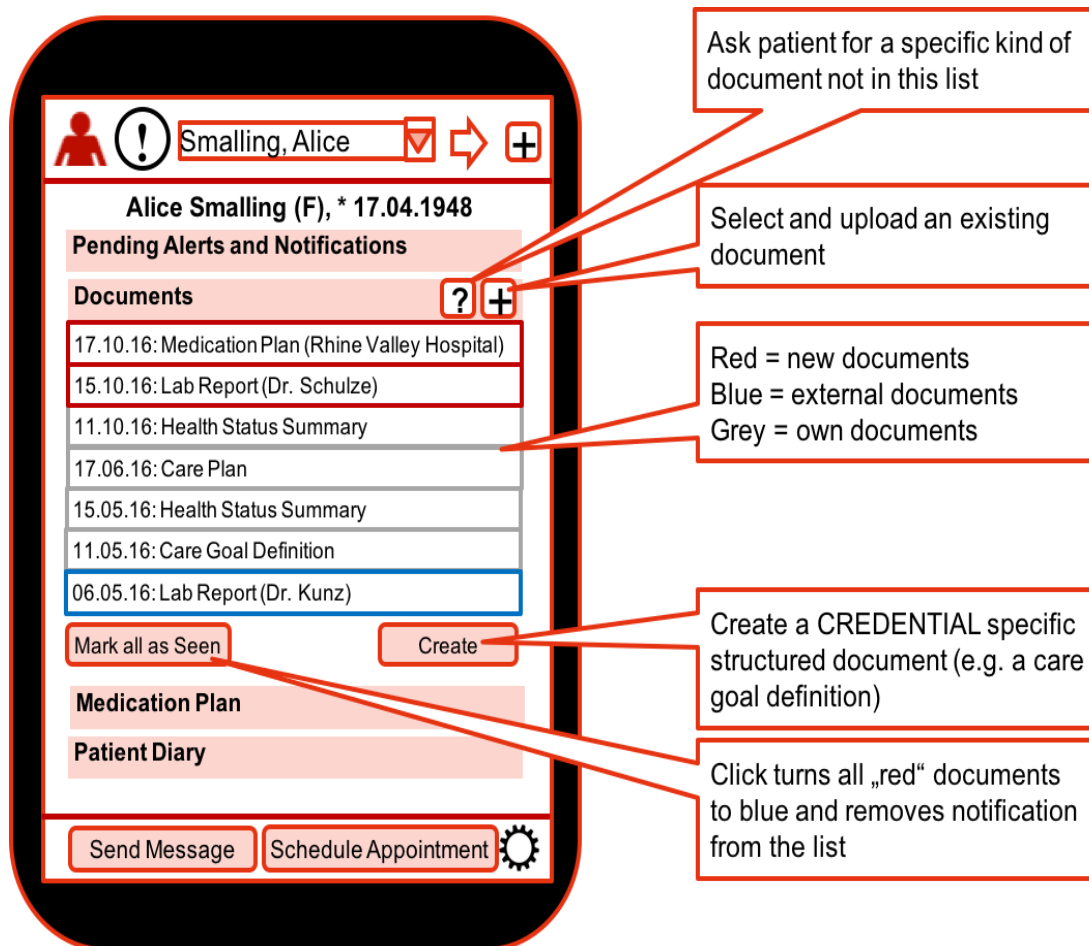 Smalling, Alice
+
Alice Smalling (F), * 17.04.1948
Pending Alerts and Notifications
Documents ? +
17.10.16: Medication Plan (Rhine Valley Hospital)
15.10.16: Lab Report (Dr. Schulze)
11.10.16: Health Status Summary
17.06.16: Care Plan
15.05.16: Health Status Summary
11.05.16: Care Goal Definition
06.05.16: Lab Report (Dr. Kunz)
Mark all as Seen
Create
Medication Plan
Patient Diary
Send Message
Schedule Appointment
Ask patient for a specific kind of
document not in this list
Select and upload an existing
document
Red = new documents
Blue = external documents
Grey = own documents
Create a CREDENTIAL specific
structured document (e.g. a care
goal definition)
Click turns all „red“ documents
to blue and removes notification
from the list